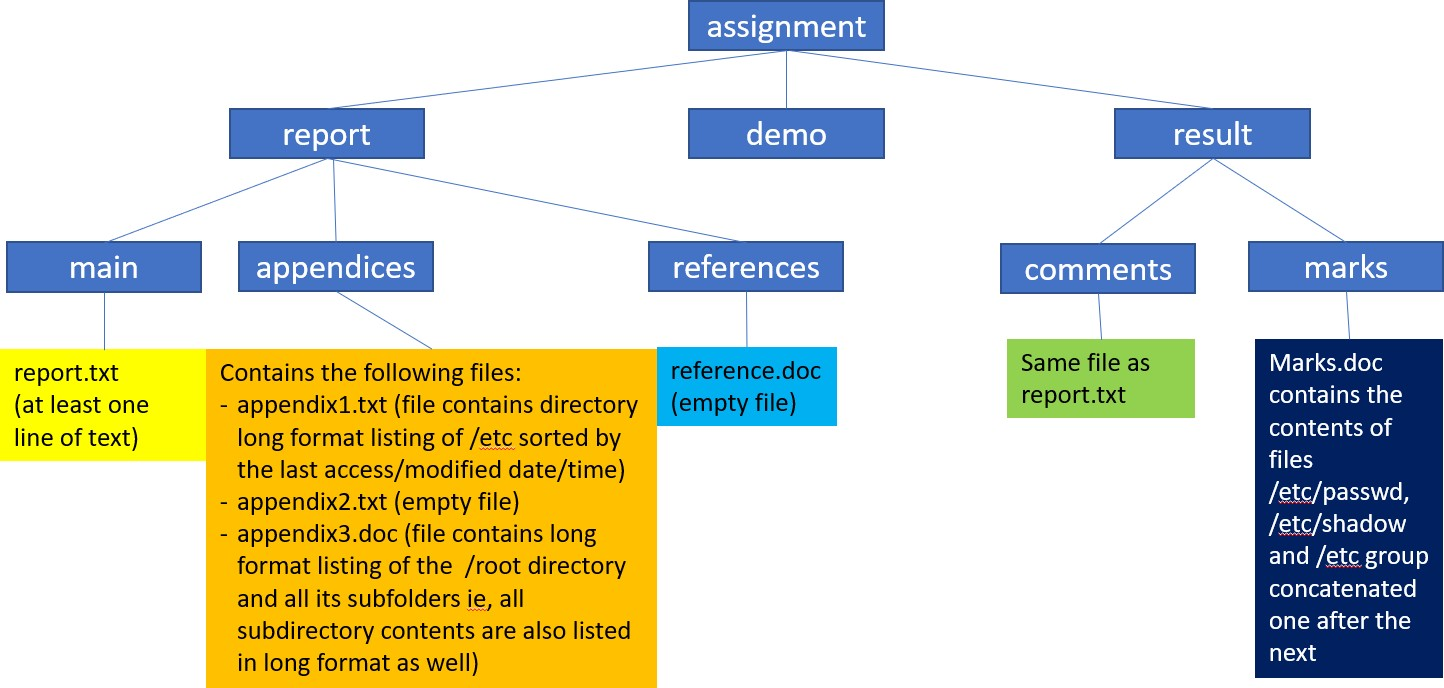 assignment
report
demo
result
main
appendices
references
comments
marks
report.txt
(at least one
line of text)
Contains the following files:
- appendix1.txt (file contains directory
long format listing of /etc sorted by
the last access/modified date/time)
- appendix2.txt (empty file)
- appendix3.doc (file contains long
format listing of the /root directory
and all its subfolders ie, all
subdirectory contents are also listed
in long format as well)
reference.doc
(empty file)
Same file as
report.txt
Marks.doc
contains the
contents of
files
/etc/passwd,
/etc/shadow
and /etc group
concatenated
one after the
next